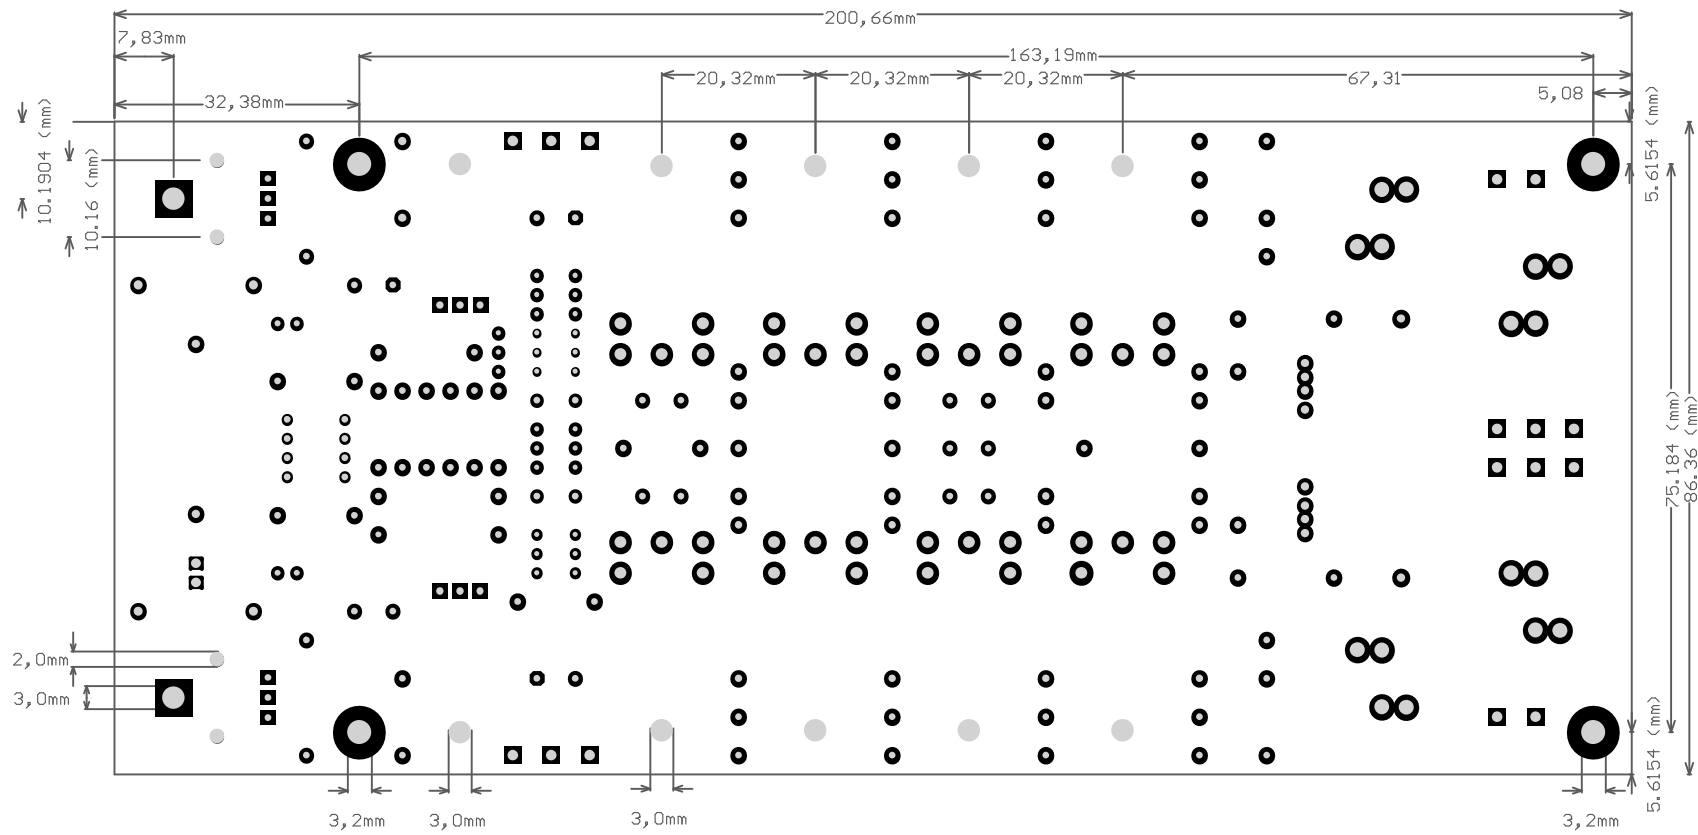 200,66mm
7,83mm
163,19mm
20,32mm
20,32mm
20,32mm
67,31
5,08
32,38mm
10.1904 (mm)
10.16 (mm)
5.6154 (mm)
75.184 (mm)
86.36 (mm)
2,0mm
3,0mm
5.6154 (mm)
3,2mm
3,0mm
3,0mm
3,2mm